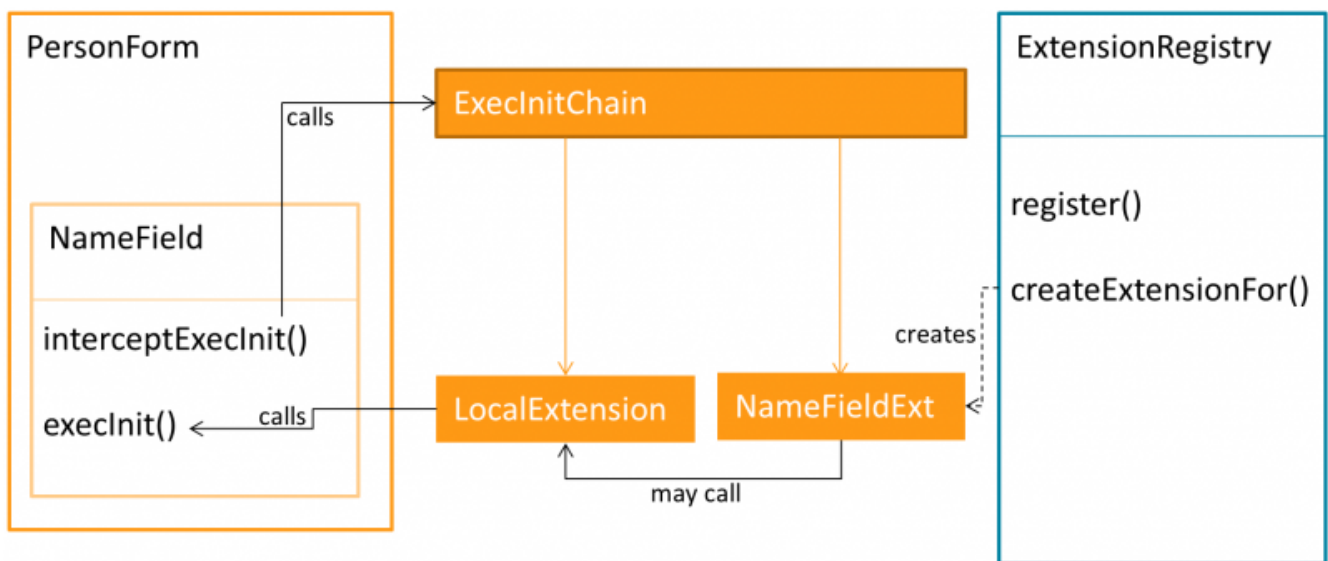 PersonForm
ExtensionRegistry
ExecInitChain
calls
register()
NameField
createExtensionFor()
interceptExecInit()
creates
LocalExtension
NameFieldExt
execInit()
calls
may call